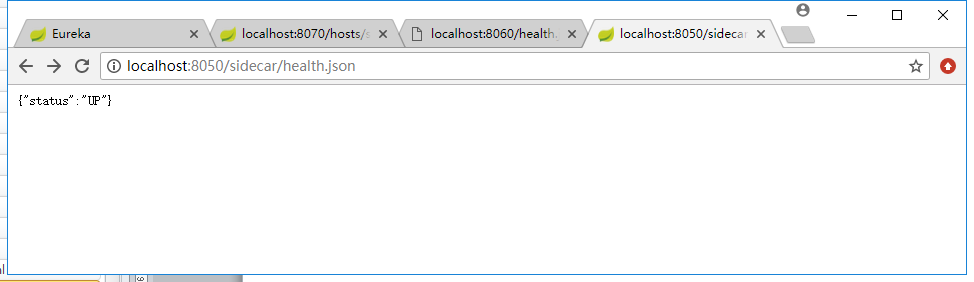 Eureka
localhost:8070/hosts/s
localhost:8060/health.
localhost:8050/sidecar
localhost:8050/sidecar/health.json
{"status":"UP"}